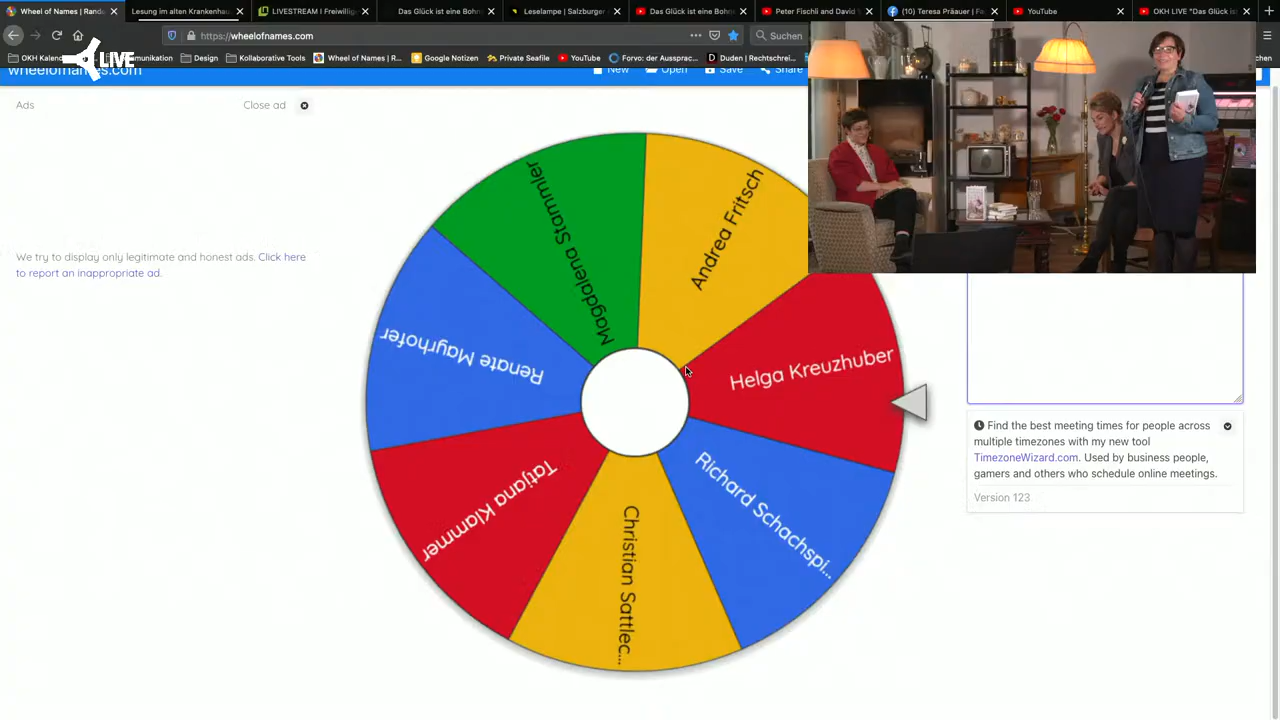 Wheel of Names | Rand
Lesung im alten Krankenhau
LIVESTREAM | Freiwillig
Das Glück ist eine Bohn
Leselampe | Salzburger
Das Glück ist eine Bohn
Peter Fischli and David
(10) Teresa Präauer | Fa
YouTube
OKH LIVE "Das Glück ist
https://wheelofnames.com
Suchen
OKH Kalend
Design
Kollaborative Tools
Wheel of Names | R...
Google Notizen
Private Seafile
YouTube
Forvo: der Aussprac...
Duden | Rechtschrei...
LIVE
wheelofnames.com
New
Open
Save
Share
Ads
Close ad
We try to display only legitimate and honest ads. Click here
to report an inappropriate ad.
Magdalena Stammler
Andrea Fritsch
Renate Mayrhofer
Helga Kreuzhuber
Tatjana Klammer
Richard Schachspi...
Christian Sattlec...
Find the best meeting times for people across
multiple timezones with my new tool
TimezoneWizard.com. Used by business people,
gamers and others who schedule online meetings.
Version 123